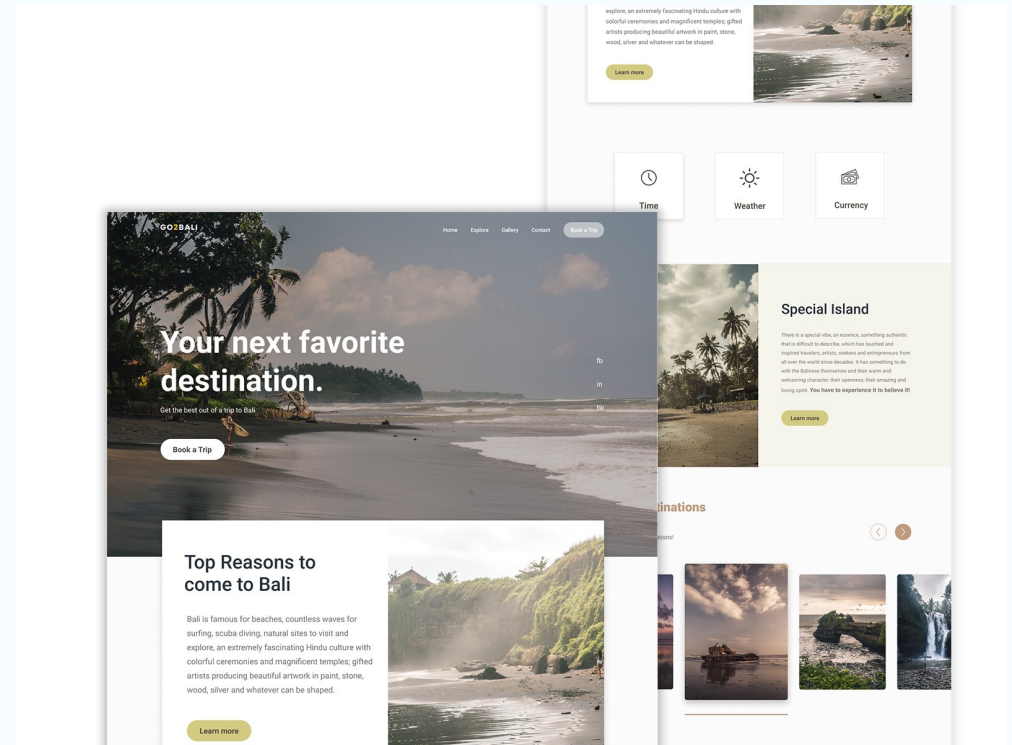 GO2BALI
Home
Explore
Gallery
Contact
Book a Trip
Your next favorite
destination.
Get the best out of a trip to Bali
fb
in
tw
Book a Trip
Top Reasons to
come to Bali
Bali is famous for beaches, countless waves for
surfing, scuba diving, natural sites to visit and
explore, an extremely fascinating Hindu culture with
colorful ceremonies and magnificent temples; gifted
artists producing beautiful artwork in paint, stone,
wood, silver and whatever can be shaped.
Learn more
explore, an extremely fascinating Hindu culture with
colorful ceremonies and magnificent temples; gifted
artists producing beautiful artwork in paint, stone,
wood, silver and whatever can be shaped.
Learn more
Time
Weather
Currency
Special Island
There is a special vibe, an essence, something authentic
that is difficult to describe, which has touched and
inspired travelers, artists, seekers and entrepreneurs from
all over the world since decades. It has something to do
with the Balinese themselves and their warm and
welcoming character, their openness, their amazing and
loving spirit. You have to experience it to believe it!
Learn more
tinations
ations!